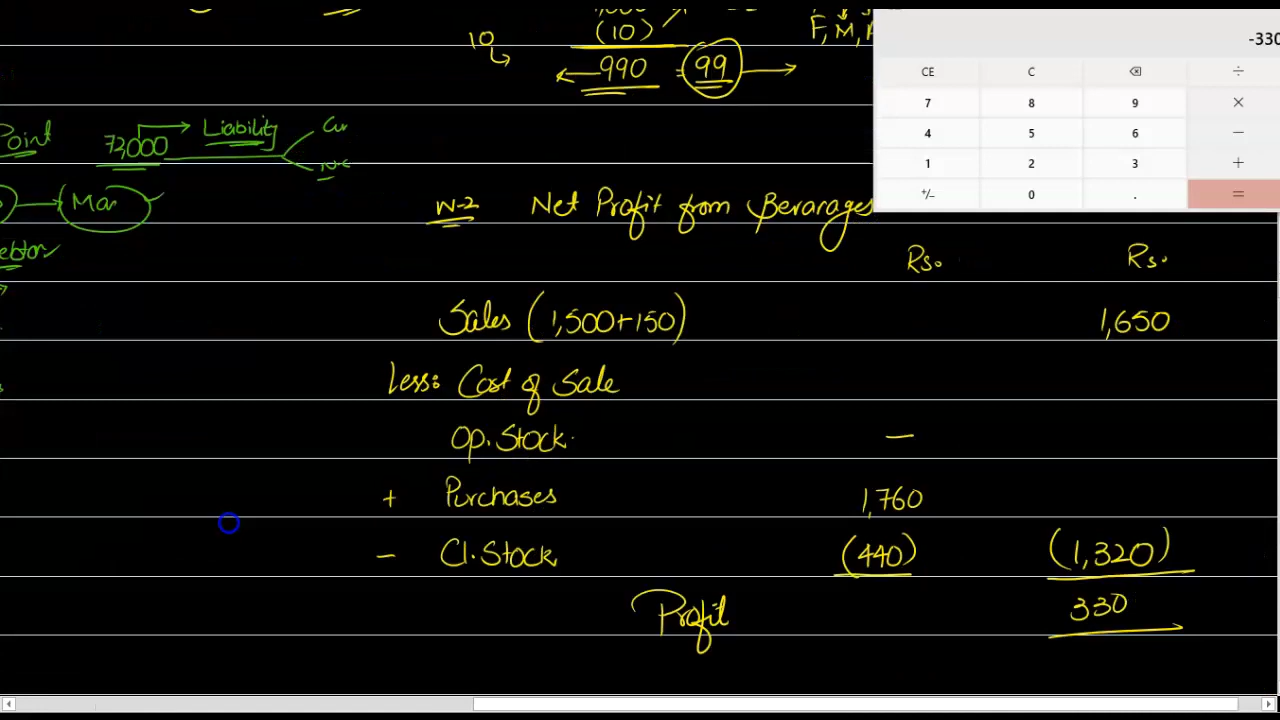 10 (10) F, M,
990 = 99
-330
CE C ÷
7 8 9 ×
4 5 6 −
1 2 3 +
+/− 0 . =
Point 72,000 Liability Cu
N-C
Mar
ebtor
W-2 Net Profit from Bevarages
Rs. Rs.
Sales (1,500+150) 1,650
Less: Cost of Sale
Op. Stock. —
+ Purchases 1,760
− Cl. Stock (440) (1,320)
Profit 330